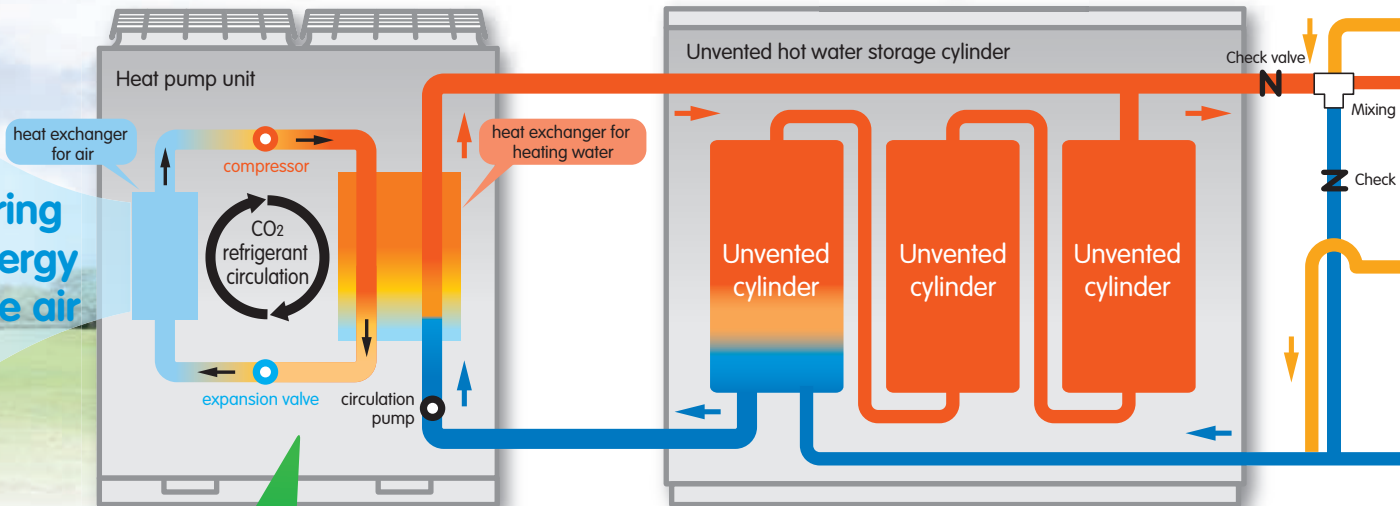 Heat pump unit
heat exchanger
for air
compressor
heat exchanger for
heating water
CO2
refrigerant
circulation
expansion valve
circulation
pump
ring
ergy
e air
Unvented hot water storage cylinder
Unvented
cylinder
Unvented
cylinder
Unvented
cylinder
Check valve
Mixing
Check